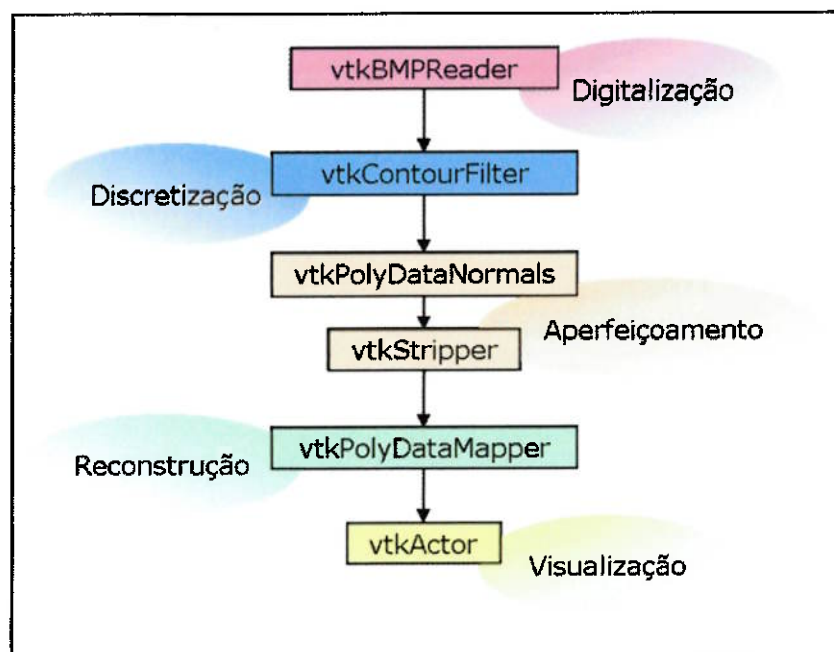 vtkBMPReader
Digitalização
vtkContourFilter
Discretização
vtkPolyDataNormals
Aperfeiçoamento
vtkStripper
vtkPolyDataMapper
Reconstrução
vtkActor
Visualização